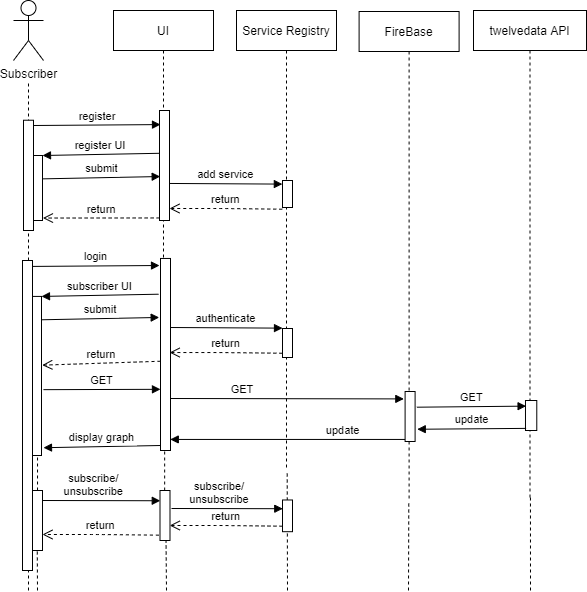 Subscriber
UI
Service Registry
FireBase
twelvedata API
register
register UI
submit
add service
return
return
login
subscriber UI
submit
authenticate
return
return
GET
GET
GET
update
update
display graph
subscribe/
unsubscribe
subscribe/
unsubscribe
return
return